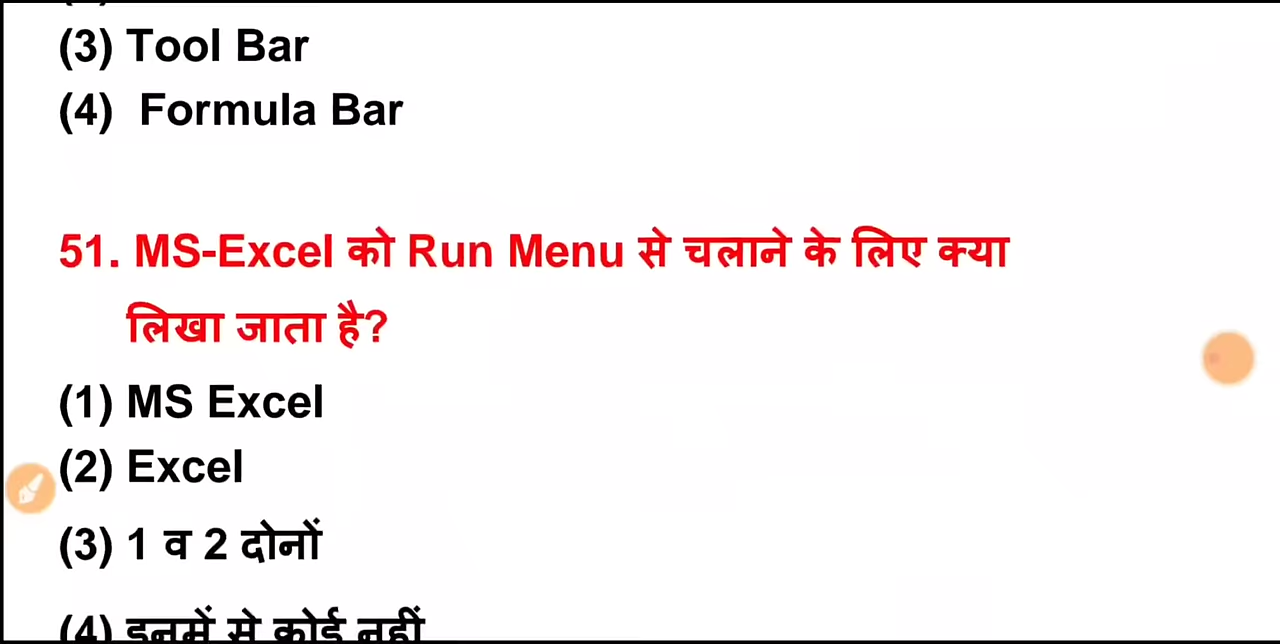 (3) Tool Bar
(4) Formula Bar
51. MS-Excel को Run Menu से चलाने के लिए क्या
लिखा जाता है?
(1) MS Excel
(2) Excel
(3) 1 व 2 दोनों
(4) इनमें से कोई नहीं